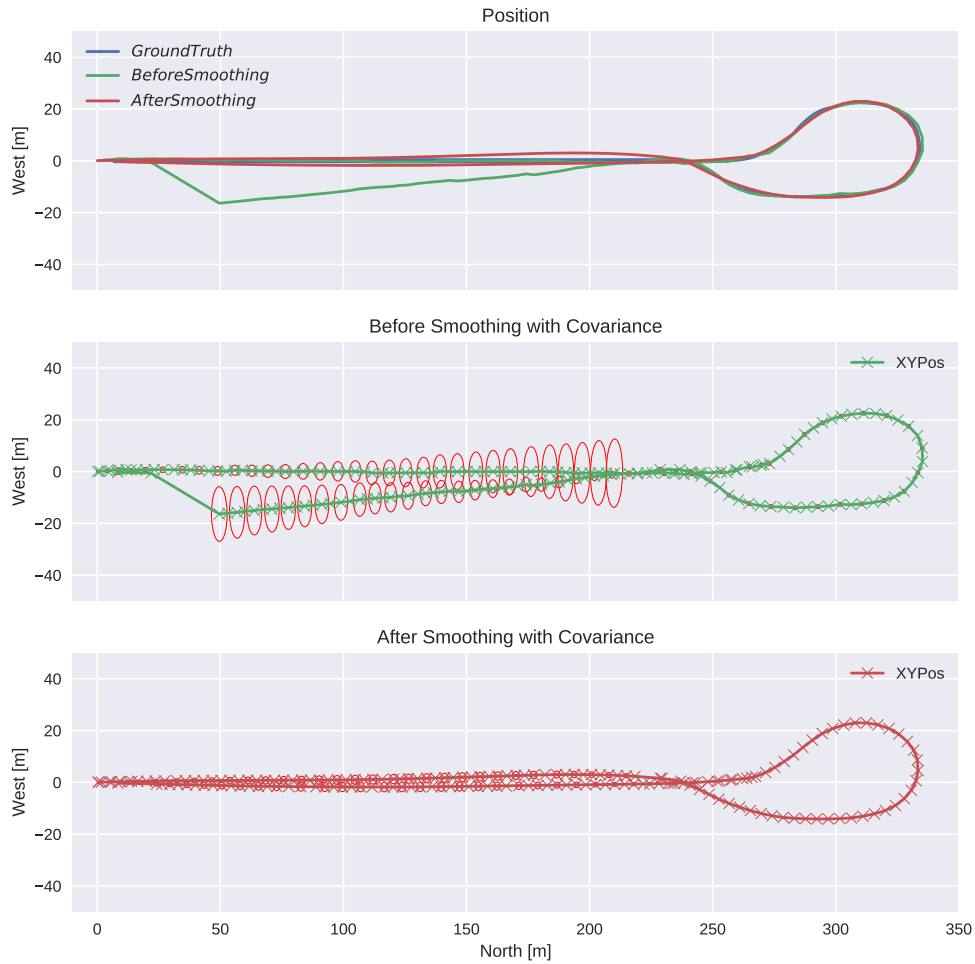 Position
40
20
0
−20
−40
West [m]
GroundTruth
BeforeSmoothing
AfterSmoothing
Before Smoothing with Covariance
40
20
0
−20
−40
West [m]
XYPos
After Smoothing with Covariance
40
20
0
−20
−40
West [m]
XYPos
0 50 100 150 200 250 300 350
North [m]